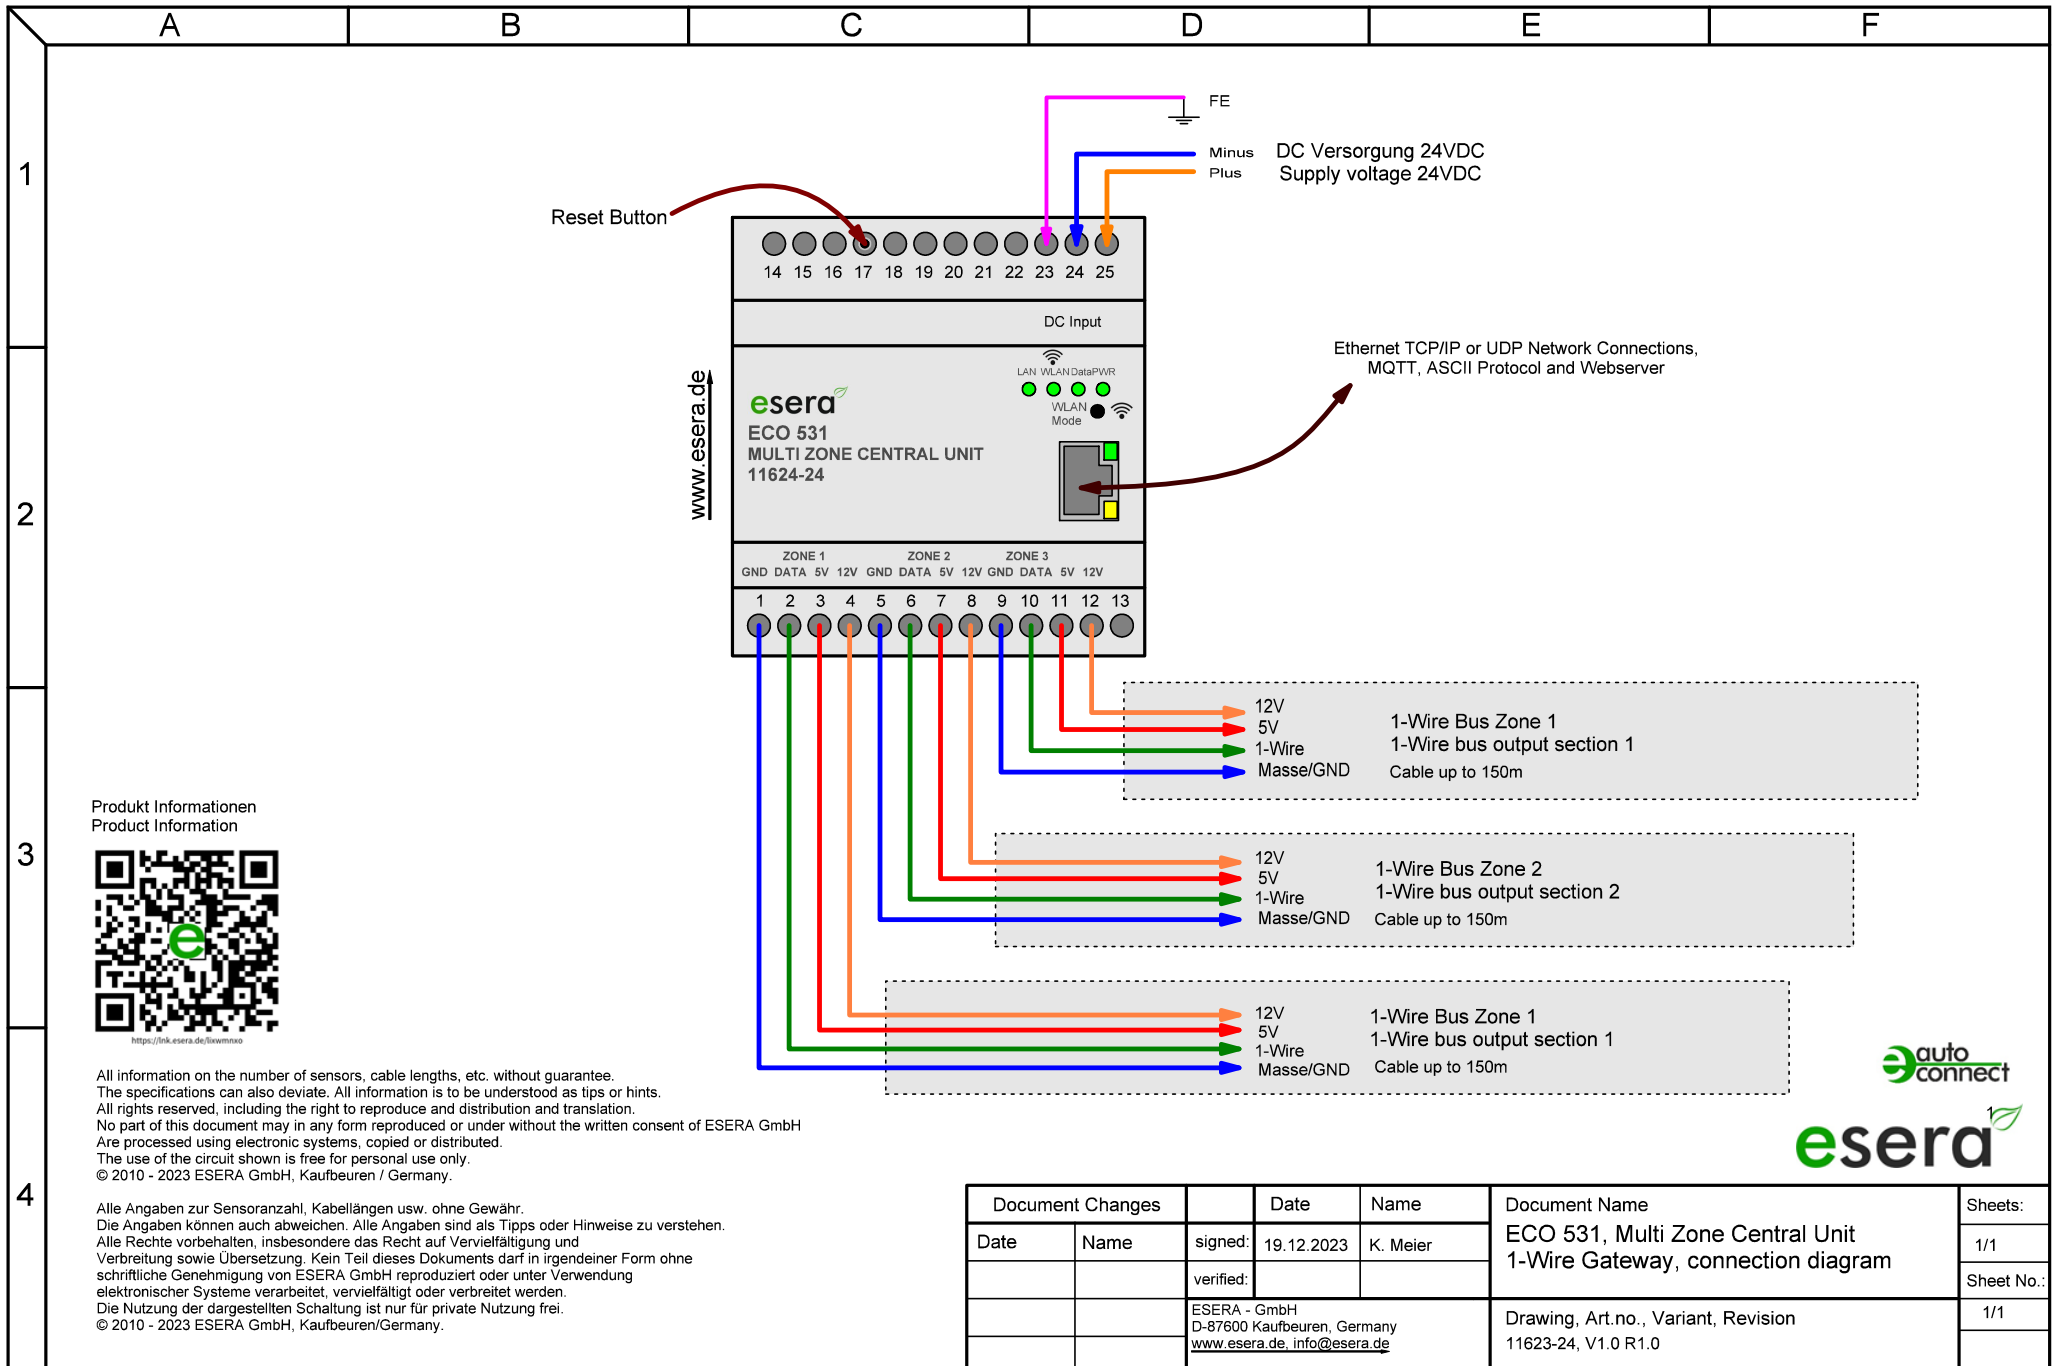 A B C D E F
1
2
3
4
FE
Minus DC Versorgung 24VDC
Plus Supply voltage 24VDC
Reset Button
14 15 16 17 18 19 20 21 22 23 24 25
DC Input
Ethernet TCP/IP or UDP Network Connections,
MQTT, ASCII Protocol and Webserver
LAN WLAN Data PWR
WLAN
Mode
www.esera.de
esera
ECO 531
MULTI ZONE CENTRAL UNIT
11624-24
ZONE 1 ZONE 2 ZONE 3
GND DATA 5V 12V GND DATA 5V 12V GND DATA 5V 12V
1 2 3 4 5 6 7 8 9 10 11 12 13
12V
5V
1-Wire
Masse/GND
1-Wire Bus Zone 1
1-Wire bus output section 1
Cable up to 150m
12V
5V
1-Wire
Masse/GND
1-Wire Bus Zone 2
1-Wire bus output section 2
Cable up to 150m
12V
5V
1-Wire
Masse/GND
1-Wire Bus Zone 1
1-Wire bus output section 1
Cable up to 150m
Produkt Informationen
Product Information
e
https://lnk.esera.de/lixwmnxo
All information on the number of sensors, cable lengths, etc. without guarantee.
The specifications can also deviate. All information is to be understood as tips or hints.
All rights reserved, including the right to reproduce and distribution and translation.
No part of this document may in any form reproduced or under without the written consent of ESERA GmbH
Are processed using electronic systems, copied or distributed.
The use of the circuit shown is free for personal use only.
© 2010 - 2023 ESERA GmbH, Kaufbeuren / Germany.
Alle Angaben zur Sensoranzahl, Kabellängen usw. ohne Gewähr.
Die Angaben können auch abweichen. Alle Angaben sind als Tipps oder Hinweise zu verstehen.
Alle Rechte vorbehalten, insbesondere das Recht auf Vervielfältigung und
Verbreitung sowie Übersetzung. Kein Teil dieses Dokuments darf in irgendeiner Form ohne
schriftliche Genehmigung von ESERA GmbH reproduziert oder unter Verwendung
elektronischer Systeme verarbeitet, vervielfältigt oder verbreitet werden.
Die Nutzung der dargestellten Schaltung ist nur für private Nutzung frei.
© 2010 - 2023 ESERA GmbH, Kaufbeuren/Germany.
e auto
connect
1
esera
Document Changes
Date Name
Date Name
signed: 19.12.2023 K. Meier
verified:
ESERA - GmbH
D-87600 Kaufbeuren, Germany
www.esera.de, info@esera.de
Document Name
ECO 531, Multi Zone Central Unit
1-Wire Gateway, connection diagram
Drawing, Art.no., Variant, Revision
11623-24, V1.0 R1.0
Sheets:
1/1
Sheet No.:
1/1